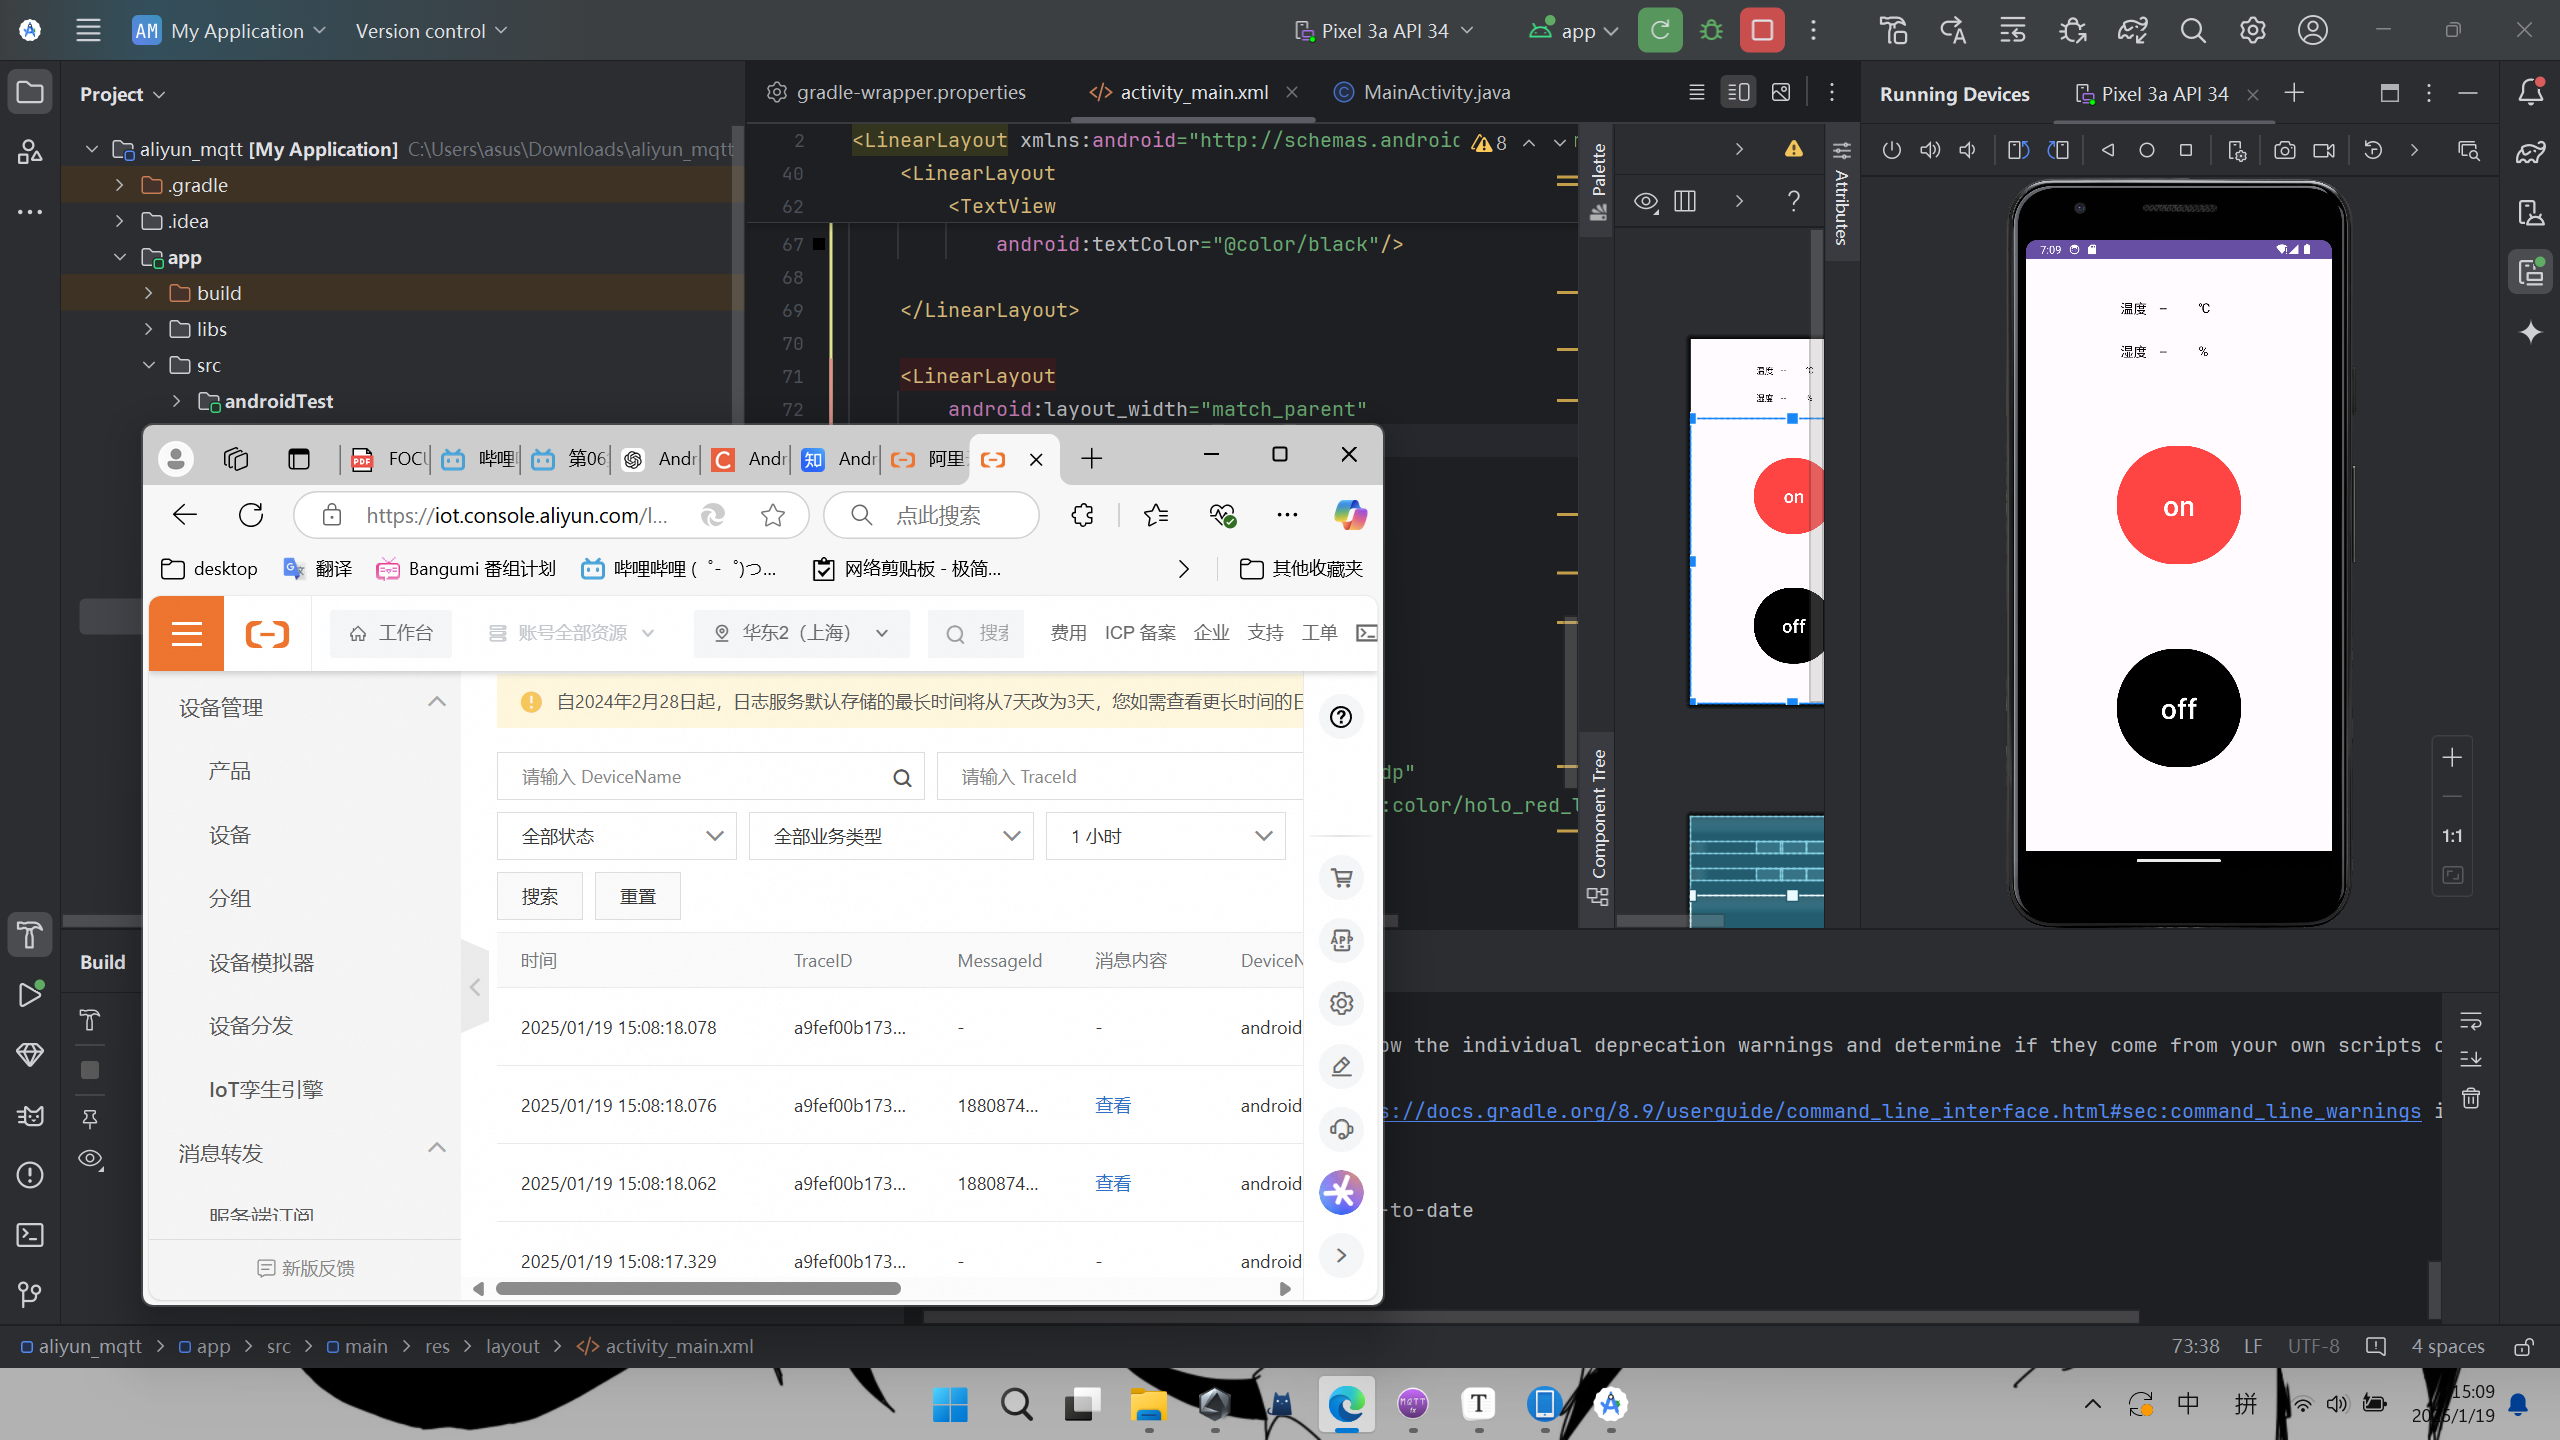 AM My Application
Version control
Pixel 3a API 34
app
Project
gradle-wrapper.properties
activity_main.xml
MainActivity.java
Running Devices
Pixel 3a API 34
aliyun_mqtt [My Application] C:\Users\asus\Downloads\aliyun_mqtt
.gradle
.idea
app
build
libs
src
androidTest
2 <LinearLayout xmlns:android="http://schemas.android
8
40 <LinearLayout
62 <TextView
67 android:textColor="@color/black"/>
68
69 </LinearLayout>
70
71 <LinearLayout
72 android:layout_width="match_parent"
dp"
:color/holo_red_l
Palette
Component Tree
Attributes
温度 -- ℃
湿度 -- %
on
off
7:09
温度 -- ℃
湿度 -- %
on
off
1:1
FOCU
哔哩
第06
Andr
Andr
知 Andr
阿里
https://iot.console.aliyun.com/l...
点此搜索
desktop
翻译
Bangumi 番组计划
哔哩哔哩 ( ゜- ゜)つ...
网络剪贴板 - 极简...
其他收藏夹
工作台
账号全部资源
华东2（上海）
搜索
费用
ICP 备案
企业
支持
工单
设备管理
产品
设备
分组
设备模拟器
设备分发
IoT孪生引擎
消息转发
服务端订阅
新版反馈
自2024年2月28日起，日志服务默认存储的最长时间将从7天改为3天，您如需查看更长时间的日
请输入 DeviceName
请输入 TraceId
全部状态
全部业务类型
1 小时
搜索
重置
时间 TraceID MessageId 消息内容 DeviceN
2025/01/19 15:08:18.078 a9fef00b173... - - android
2025/01/19 15:08:18.076 a9fef00b173... 1880874... 查看 android
2025/01/19 15:08:18.062 a9fef00b173... 1880874... 查看 android
2025/01/19 15:08:17.329 a9fef00b173... - - android
APP
Build
ow the individual deprecation warnings and determine if they come from your own scripts o
s://docs.gradle.org/8.9/userguide/command_line_interface.html#sec:command_line_warnings i
-to-date
aliyun_mqtt > app > src > main > res > layout > activity_main.xml
73:38
LF
UTF-8
4 spaces
MQTT
fx
T
中
拼
15:09
2025/1/19